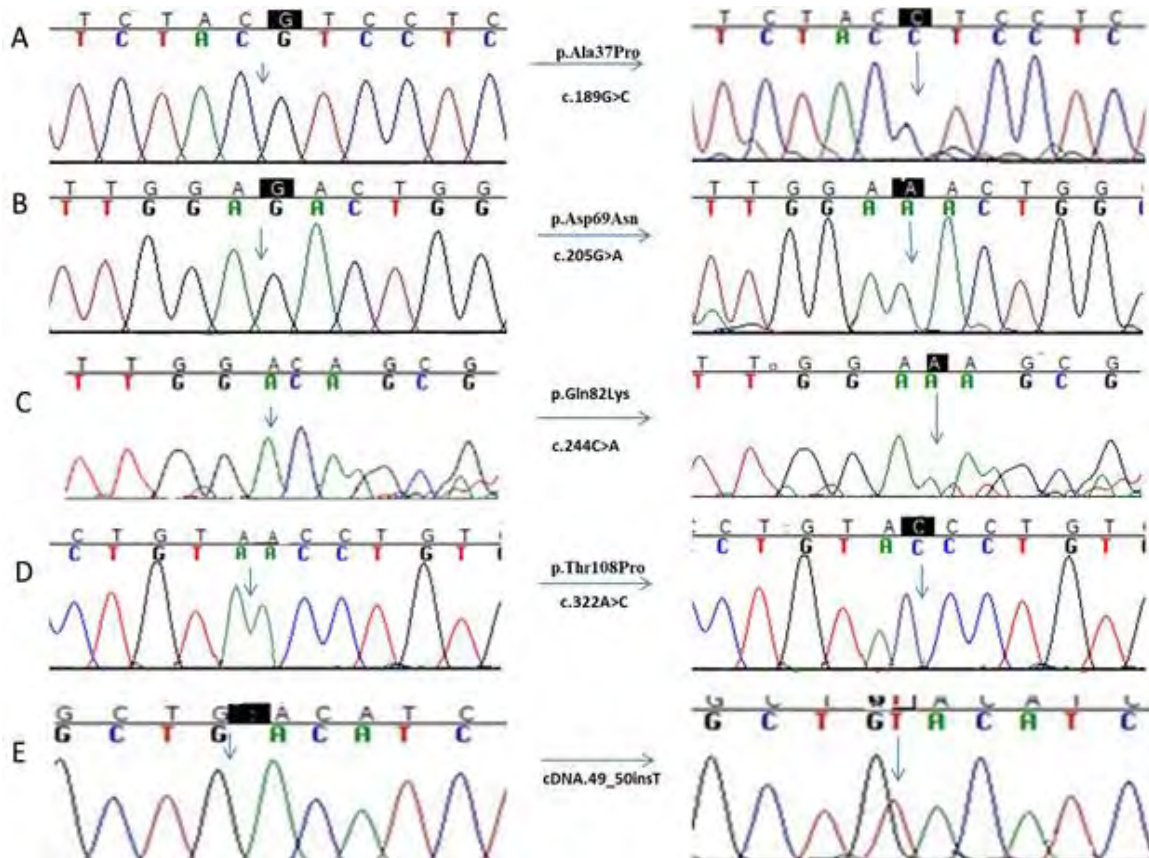 A
T C T A C G T C C T C
T C T A C G T C C T C
p.Ala37Pro
c.189G>C
T C T A C C T C C T C
T C T A C C T C C T C
B
T T G G A G A C T G G
T T G G A G A C T G G
p.Asp69Asn
c.205G>A
T T G G A A A C T G G
T T G G A A A C T G G
C
T T G G A C A G C G
T T G G A C A G C G
p.Gln82Lys
c.244C>A
T T G G A A A G C G
T T G G A A A G C G
D
C T G T A A C C T G T
C T G T A A C C T G T
p.Thr108Pro
c.322A>C
C T G T A C C C T G T
C T G T A C C C T G T
E
G C T G A C A T C
G C T G A C A T C
cDNA.49_50insT
G C T G T A C A T C
G C T G T A C A T C